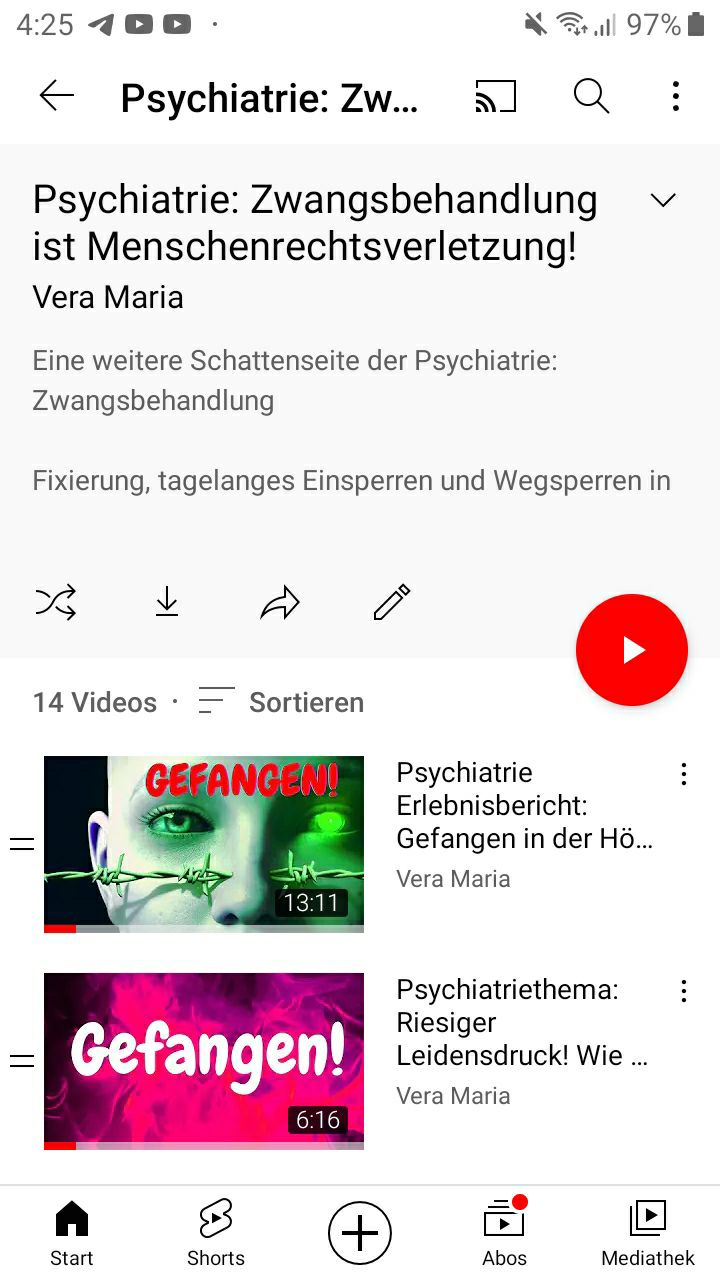 4:25
97%
Psychiatrie: Zw...
Psychiatrie: Zwangsbehandlung
ist Menschenrechtsverletzung!
Vera Maria
Eine weitere Schattenseite der Psychiatrie:
Zwangsbehandlung
Fixierung, tagelanges Einsperren und Wegsperren in
14 Videos · Sortieren
GEFANGEN!
13:11
Psychiatrie
Erlebnisbericht:
Gefangen in der Hö...
Vera Maria
Gefangen!
6:16
Psychiatriethema:
Riesiger
Leidensdruck! Wie ...
Vera Maria
Start
Shorts
Abos
Mediathek